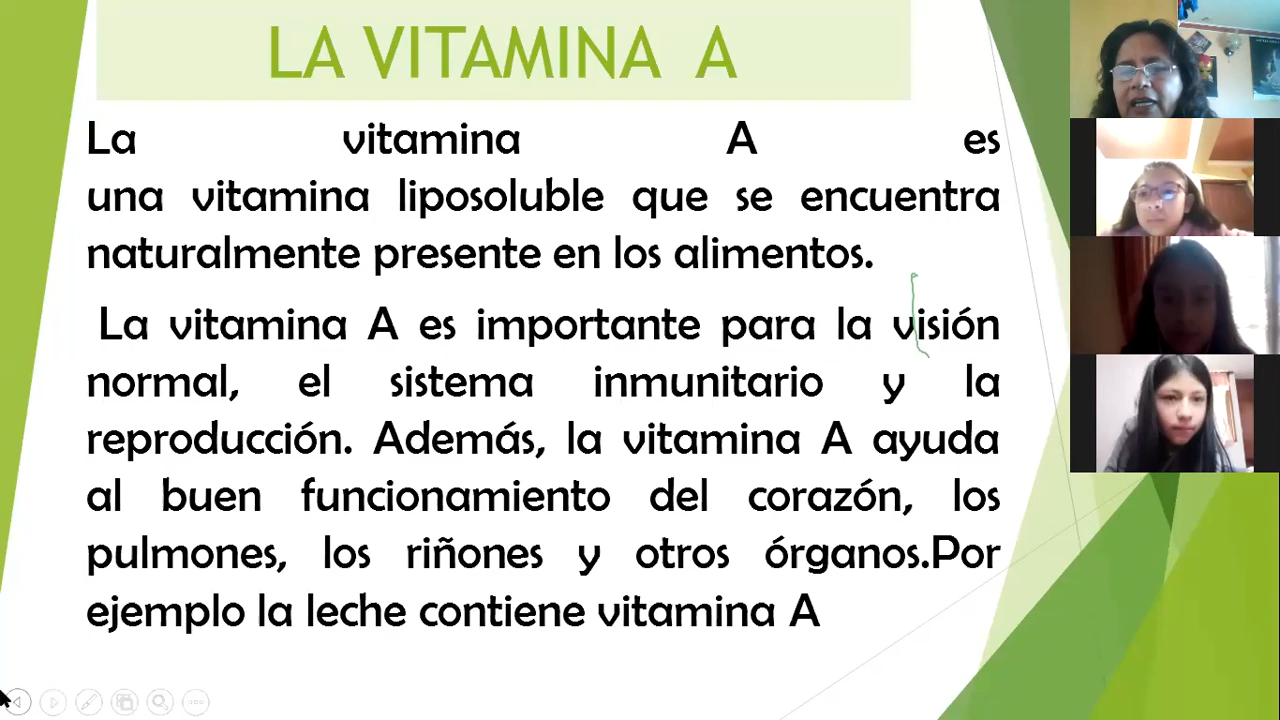 LA VITAMINA A
La vitamina A es
una vitamina liposoluble que se encuentra
naturalmente presente en los alimentos.
La vitamina A es importante para la visión
normal, el sistema inmunitario y la
reproducción. Además, la vitamina A ayuda
al buen funcionamiento del corazón, los
pulmones, los riñones y otros órganos.Por
ejemplo la leche contiene vitamina A